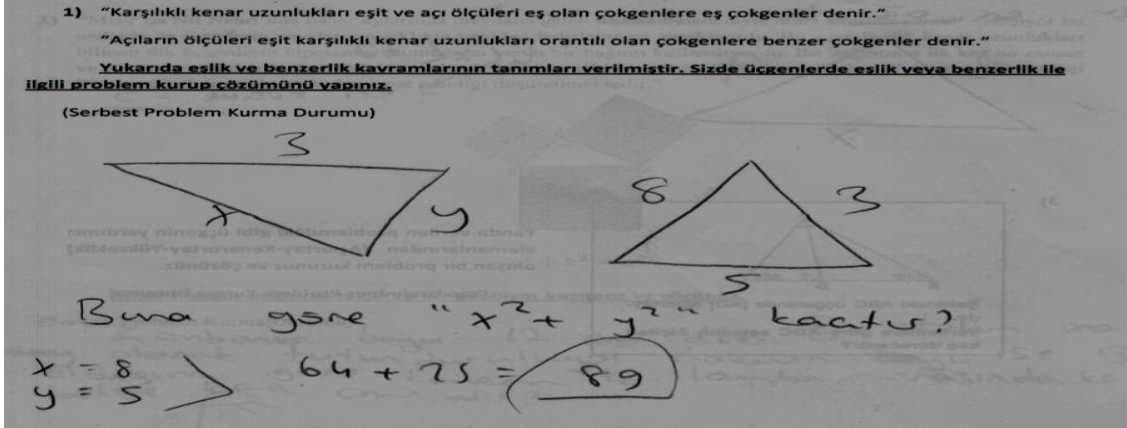 1) "Karşılıklı kenar uzunlukları eşit ve açı ölçüleri eş olan çokgenlere eş çokgenler denir."
"Açıların ölçüleri eşit karşılıklı kenar uzunlukları orantılı olan çokgenlere benzer çokgenler denir."
Yukarıda eşlik ve benzerlik kavramlarının tanımları verilmiştir. Sizde üçgenlerde eşlik veya benzerlik ile
ilgili problem kurup çözümünü yapınız.
(Serbest Problem Kurma Durumu)
3
x
y
8
3
5
Buna göre "x² + y²" kaçtır?
x = 8
y = 5
64 + 25 = 89